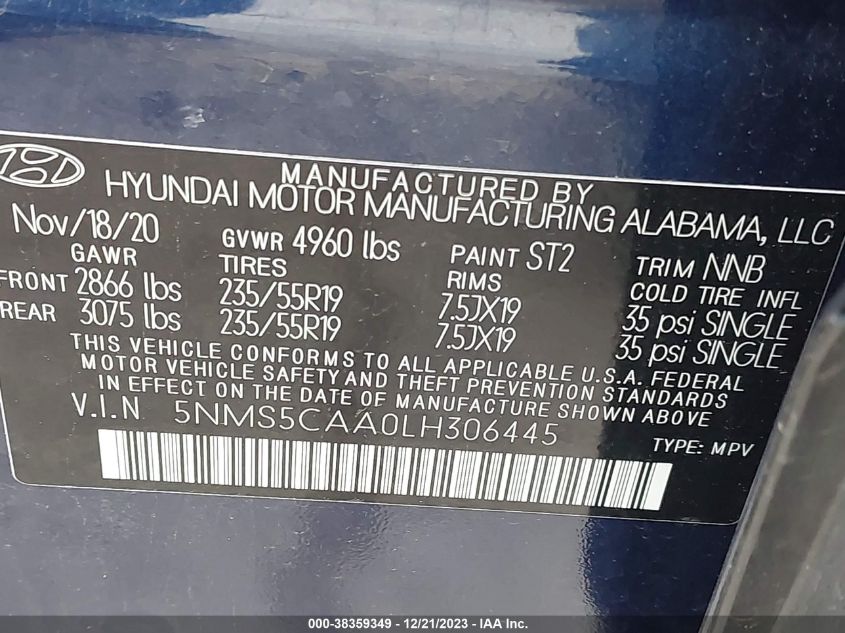 MANUFACTURED BY
HYUNDAI MOTOR MANUFACTURING ALABAMA, LLC
Nov/18/20 GVWR 4960 lbs PAINT ST2 TRIM NNB
GAWR TIRES RIMS COLD TIRE INFL
FRONT 2866 lbs 235/55R19 7.5JX19 35 psi SINGLE
REAR 3075 lbs 235/55R19 7.5JX19 35 psi SINGLE
THIS VEHICLE CONFORMS TO ALL APPLICABLE U.S.A. FEDERAL
MOTOR VEHICLE SAFETY AND THEFT PREVENTION STANDARDS
IN EFFECT ON THE DATE OF MANUFACTURE SHOWN ABOVE
V.I.N 5NMS5CAA0LH306445
TYPE: MPV
000-38359349 - 12/21/2023 - IAA Inc.